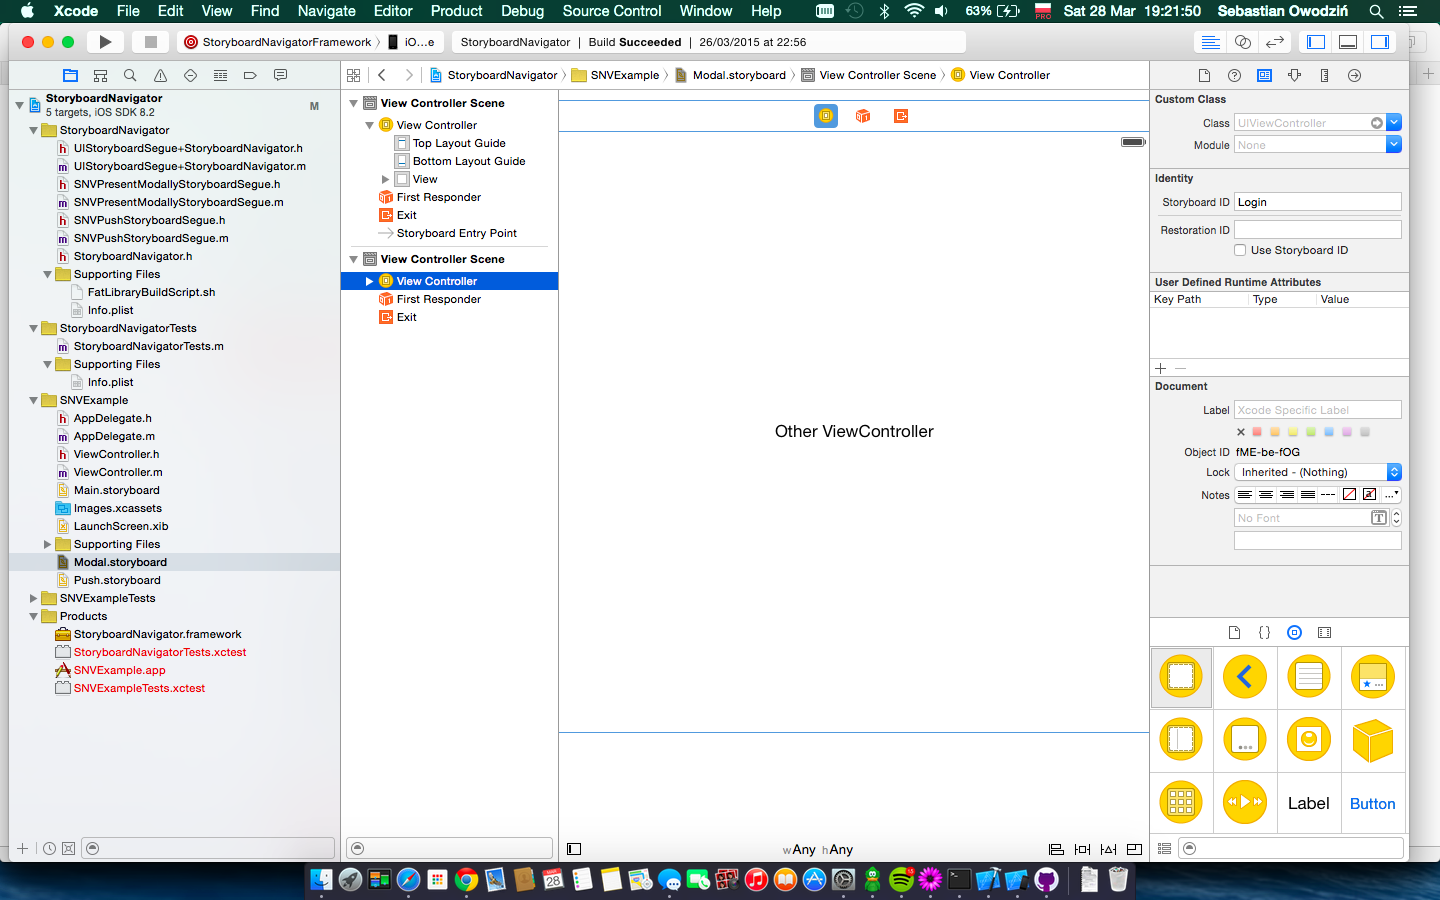 Xcode File Edit View Find Navigate Editor Product Debug Source Control Window Help 63% PRO Sat 28 Mar 19:21:50 Sebastian Owodziń
StoryboardNavigatorFramework iO...e StoryboardNavigator | Build Succeeded | 26/03/2015 at 22:56
StoryboardNavigator SNVExample Modal.storyboard View Controller Scene View Controller
StoryboardNavigator
5 targets, iOS SDK 8.2
M
StoryboardNavigator
UIStoryboardSegue+StoryboardNavigator.h
UIStoryboardSegue+StoryboardNavigator.m
SNVPresentModallyStoryboardSegue.h
SNVPresentModallyStoryboardSegue.m
SNVPushStoryboardSegue.h
SNVPushStoryboardSegue.m
StoryboardNavigator.h
Supporting Files
FatLibraryBuildScript.sh
Info.plist
StoryboardNavigatorTests
StoryboardNavigatorTests.m
Supporting Files
Info.plist
SNVExample
AppDelegate.h
AppDelegate.m
ViewController.h
ViewController.m
Main.storyboard
Images.xcassets
LaunchScreen.xib
Supporting Files
Modal.storyboard
Push.storyboard
SNVExampleTests
Products
StoryboardNavigator.framework
StoryboardNavigatorTests.xctest
SNVExample.app
SNVExampleTests.xctest
View Controller Scene
View Controller
Top Layout Guide
Bottom Layout Guide
View
First Responder
Exit
Storyboard Entry Point
View Controller Scene
View Controller
First Responder
Exit
Other ViewController
wAny hAny
Custom Class
Class UIViewController
Module None
Identity
Storyboard ID Login
Restoration ID
Use Storyboard ID
User Defined Runtime Attributes
Key Path Type Value
Document
Label Xcode Specific Label
Object ID fME-be-fOG
Lock Inherited - (Nothing)
Notes
No Font
Label Button